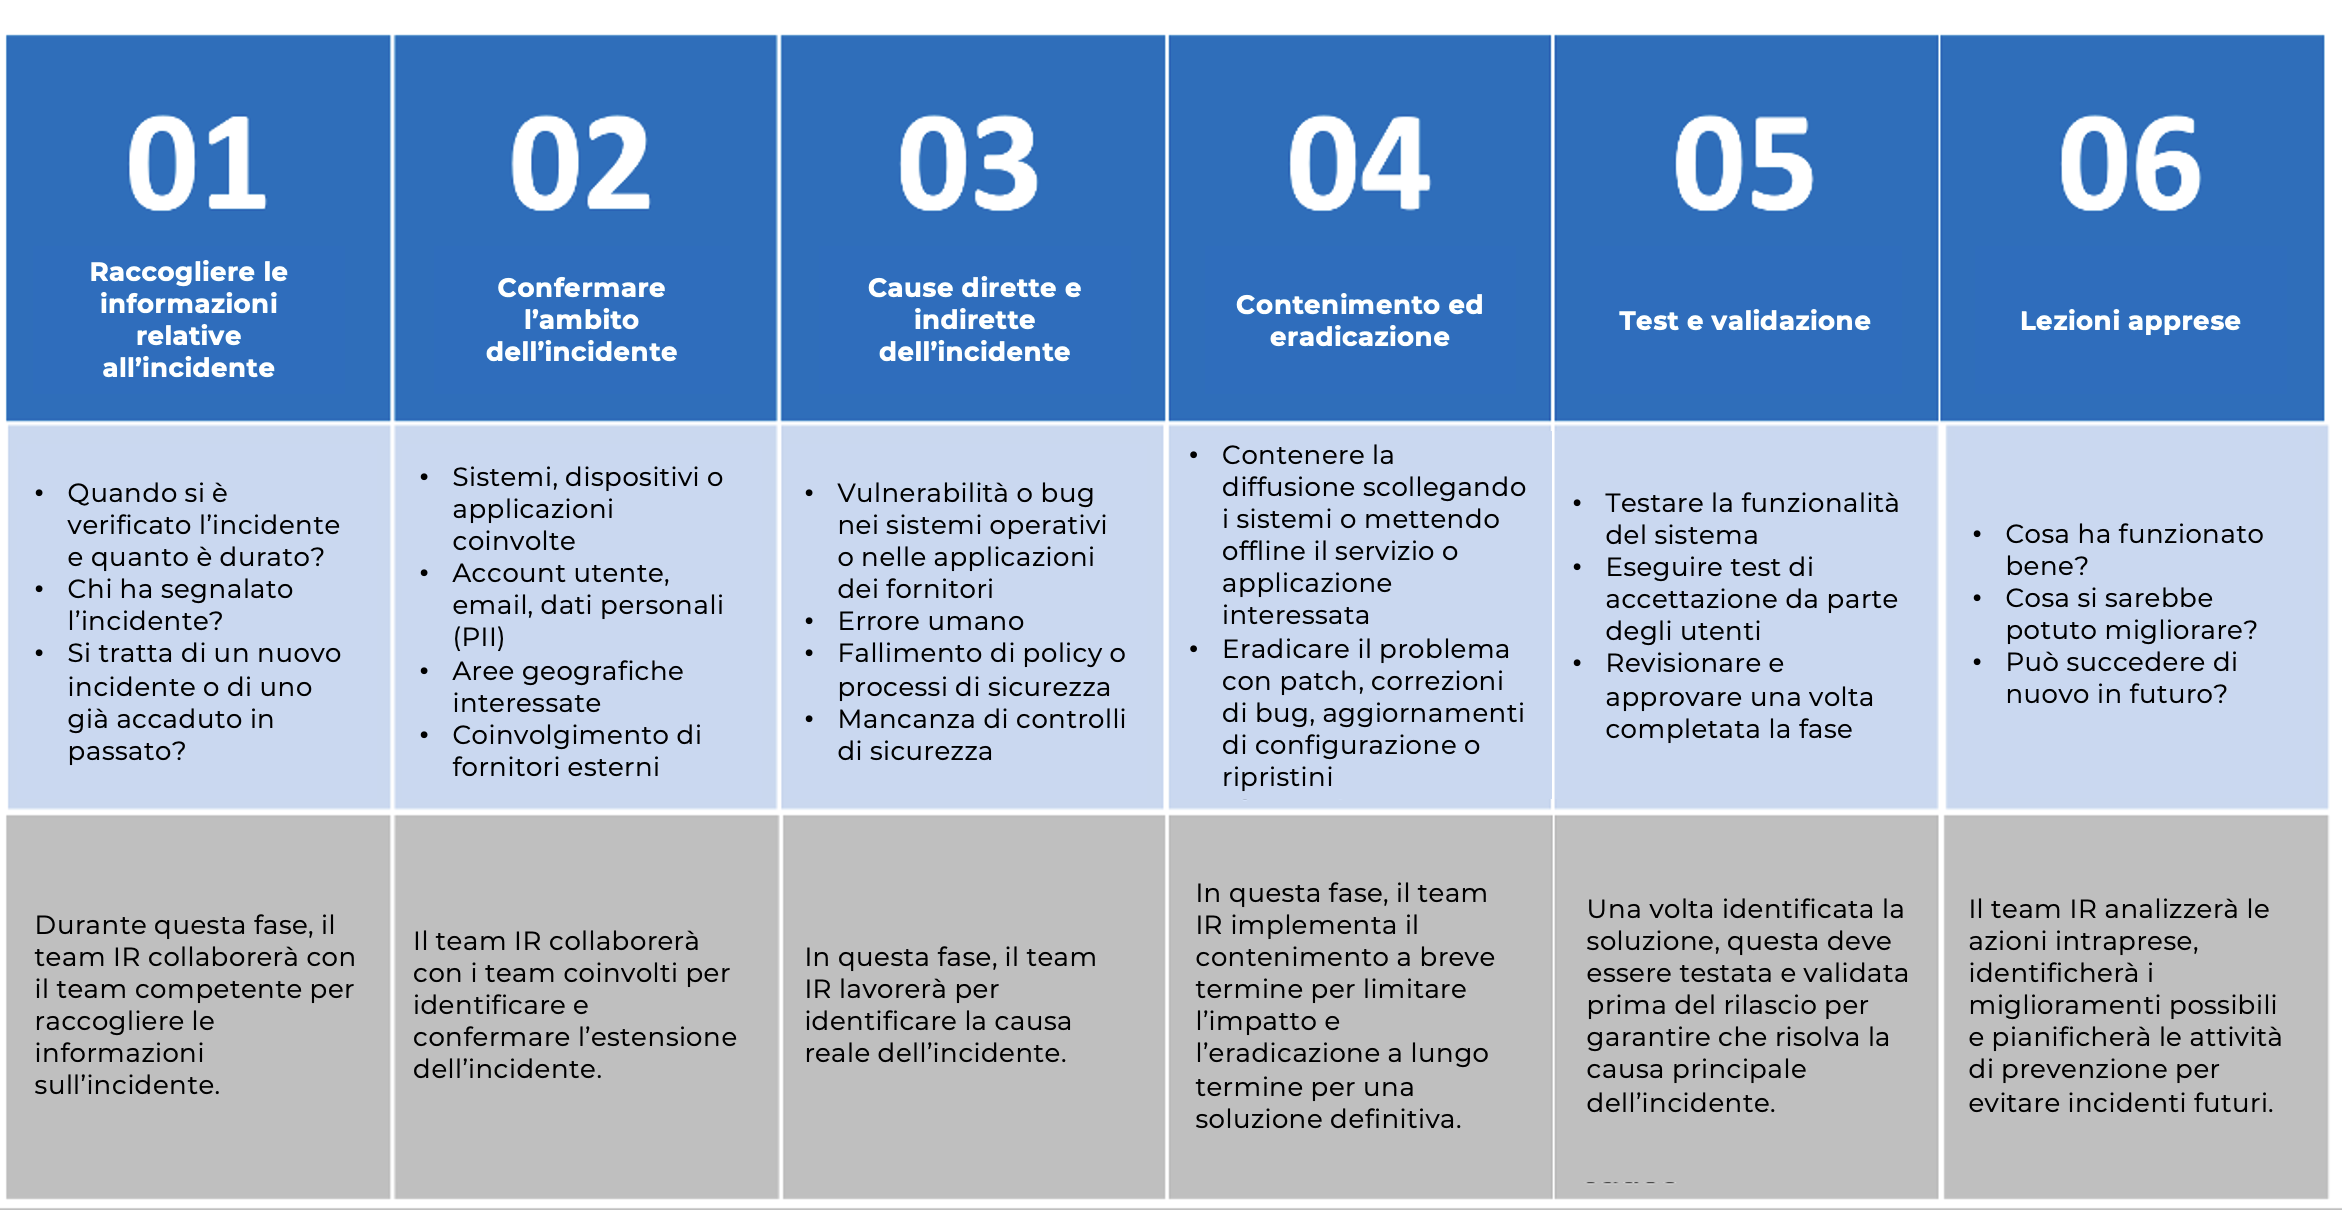 01
Raccogliere le
informazioni
relative
all’incidente
02
Confermare
l’ambito
dell’incidente
03
Cause dirette e
indirette
dell’incidente
04
Contenimento ed
eradicazione
05
Test e validazione
06
Lezioni apprese
• Quando si è
verificato l’incidente
e quanto è durato?
• Chi ha segnalato
l’incidente?
• Si tratta di un nuovo
incidente o di uno
già accaduto in
passato?
• Sistemi, dispositivi o
applicazioni
coinvolte
• Account utente,
email, dati personali
(PII)
• Aree geografiche
interessate
• Coinvolgimento di
fornitori esterni
• Vulnerabilità o bug
nei sistemi operativi
o nelle applicazioni
dei fornitori
• Errore umano
• Fallimento di policy o
processi di sicurezza
• Mancanza di controlli
di sicurezza
• Contenere la
diffusione scollegando
i sistemi o mettendo
offline il servizio o
applicazione
interessata
• Eradicare il problema
con patch, correzioni
di bug, aggiornamenti
di configurazione o
ripristini
• Testare la funzionalità
del sistema
• Eseguire test di
accettazione da parte
degli utenti
• Revisionare e
approvare una volta
completata la fase
• Cosa ha funzionato
bene?
• Cosa si sarebbe
potuto migliorare?
• Può succedere di
nuovo in futuro?
Durante questa fase, il
team IR collaborerà con
il team competente per
raccogliere le
informazioni
sull’incidente.
Il team IR collaborerà
con i team coinvolti per
identificare e
confermare l’estensione
dell’incidente.
In questa fase, il team
IR lavorerà per
identificare la causa
reale dell’incidente.
In questa fase, il team
IR implementa il
contenimento a breve
termine per limitare
l’impatto e
l’eradicazione a lungo
termine per una
soluzione definitiva.
Una volta identificata la
soluzione, questa deve
essere testata e validata
prima del rilascio per
garantire che risolva la
causa principale
dell’incidente.
Il team IR analizzerà le
azioni intraprese,
identificherà i
miglioramenti possibili
e pianificherà le attività
di prevenzione per
evitare incidenti futuri.